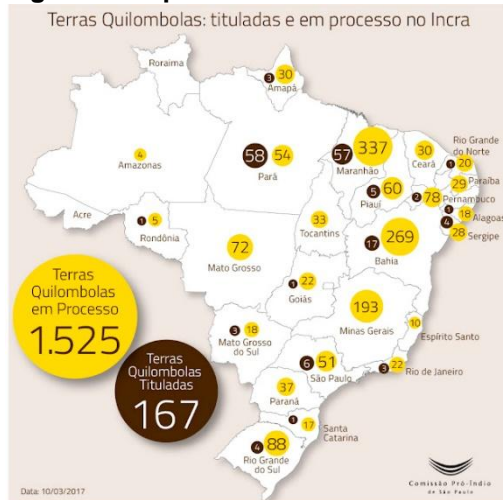 Terras Quilombolas: tituladas e em processo no Incra
Roraima
3 30
Amapá
4
Amazonas
58 54
Pará
57 337
Maranhão
30
Ceará
Rio Grande
do Norte
1 20
29 Paraíba
5 60
Piauí
2 78 Pernambuco
1 18 Alagoas
4 28
Sergipe
Acre
1 5
Rondônia
33
Tocantins
72
Mato Grosso
17 269
Bahia
1 22
Goiás
193
Minas Gerais
10
Espírito Santo
3 18
Mato Grosso
do Sul
6 51
São Paulo
3 22
Rio de Janeiro
37
Paraná
1 17
Santa
Catarina
4 88
Rio Grande
do Sul
Terras
Quilombolas
em Processo
1.525
Terras
Quilombolas
Tituladas
167
Data: 10/03/2017
Comissão Pró-Índio
de São Paulo